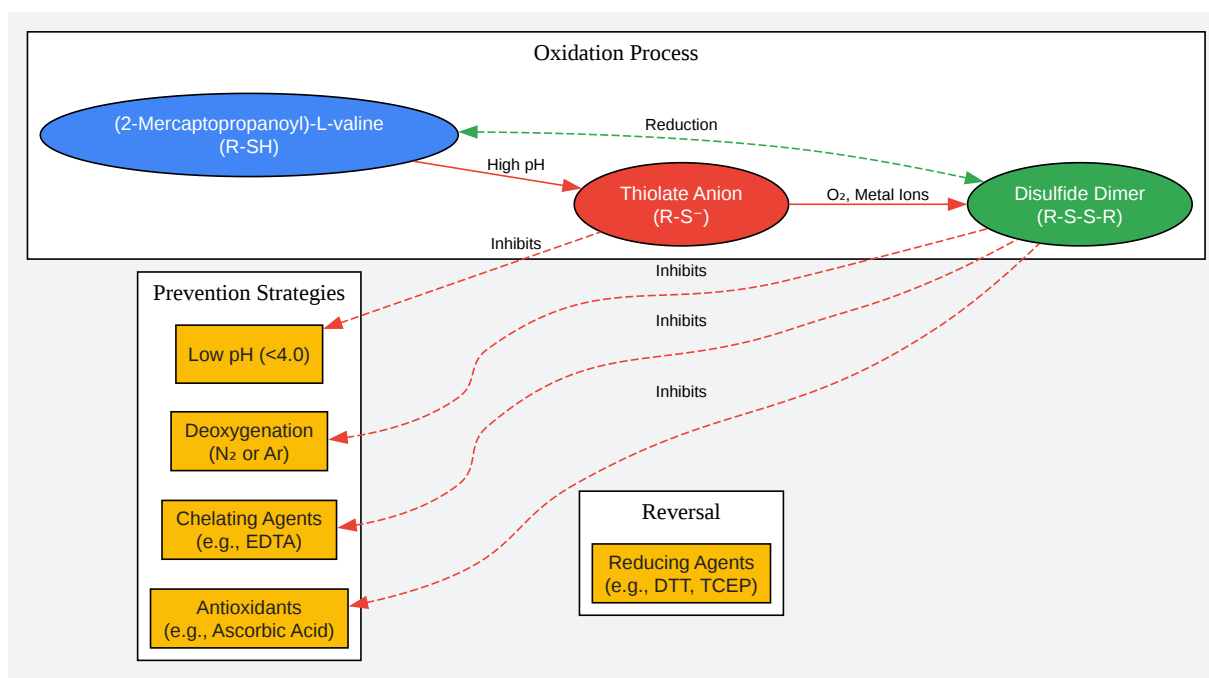 Oxidation Process
(2-Mercaptopropanoyl)-L-valine
(R-SH)
Reduction
High pH
Thiolate Anion
(R-S⁻)
O₂, Metal Ions
Disulfide Dimer
(R-S-S-R)
Inhibits
Inhibits
Inhibits
Inhibits
Prevention Strategies
Low pH (<4.0)
Deoxygenation
(N₂ or Ar)
Chelating Agents
(e.g., EDTA)
Antioxidants
(e.g., Ascorbic Acid)
Reversal
Reducing Agents
(e.g., DTT, TCEP)